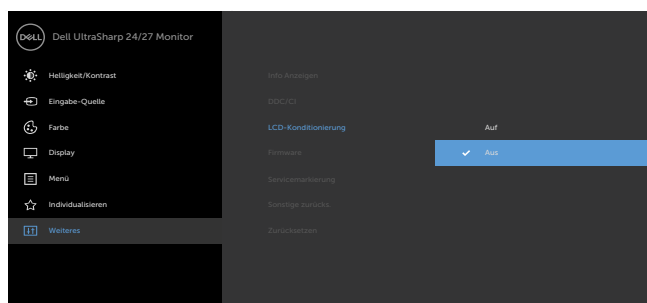 DELL
Dell UltraSharp 24/27 Monitor
Helligkeit/Kontrast
Eingabe-Quelle
Farbe
Display
Menü
Individualisieren
Weiteres
Info Anzeigen
DDC/CI
LCD-Konditionierung
Firmware
Servicemarkierung
Sonstige zurücks.
Zurücksetzen
Auf
Aus